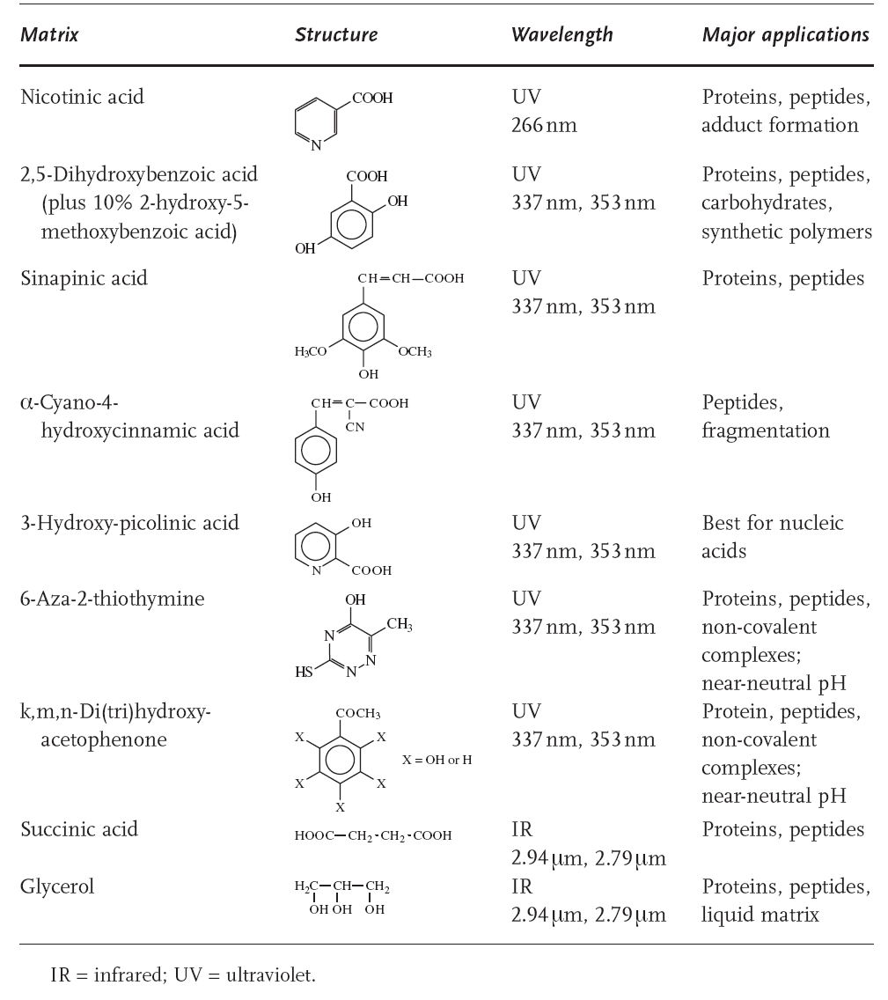 Matrix Structure Wavelength Major applications
Nicotinic acid COOH UV Proteins, peptides,
N 266 nm adduct formation
2,5-Dihydroxybenzoic acid COOH UV Proteins, peptides,
(plus 10% 2-hydroxy-5- OH 337 nm, 353 nm carbohydrates,
methoxybenzoic acid) OH synthetic polymers
Sinapinic acid CH=CH–COOH UV Proteins, peptides
337 nm, 353 nm
H₃CO OCH₃
OH
α-Cyano-4- CH=C–COOH UV Peptides,
hydroxycinnamic acid CN 337 nm, 353 nm fragmentation
OH
3-Hydroxy-picolinic acid OH UV Best for nucleic
N COOH 337 nm, 353 nm acids
6-Aza-2-thiothymine OH UV Proteins, peptides,
N CH₃ 337 nm, 353 nm non-covalent
N complexes;
HS N near-neutral pH
k,m,n-Di(tri)hydroxy- COCH₃ UV Protein, peptides,
acetophenone X X 337 nm, 353 nm non-covalent
X = OH or H complexes;
X X near-neutral pH
X
Succinic acid HOOC–CH₂-CH₂-COOH IR Proteins, peptides
2.94 μm, 2.79 μm
Glycerol H₂C–CH–CH₂ IR Proteins, peptides,
OH OH OH 2.94 μm, 2.79 μm liquid matrix
IR = infrared; UV = ultraviolet.